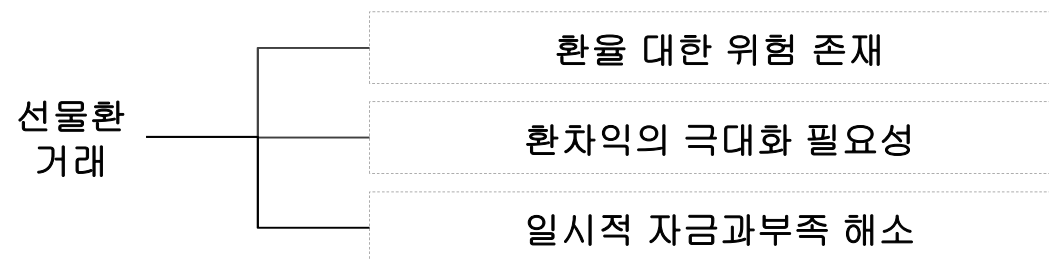 선물환
거래
환율 대한 위험 존재
환차익의 극대화 필요성
일시적 자금과부족 해소